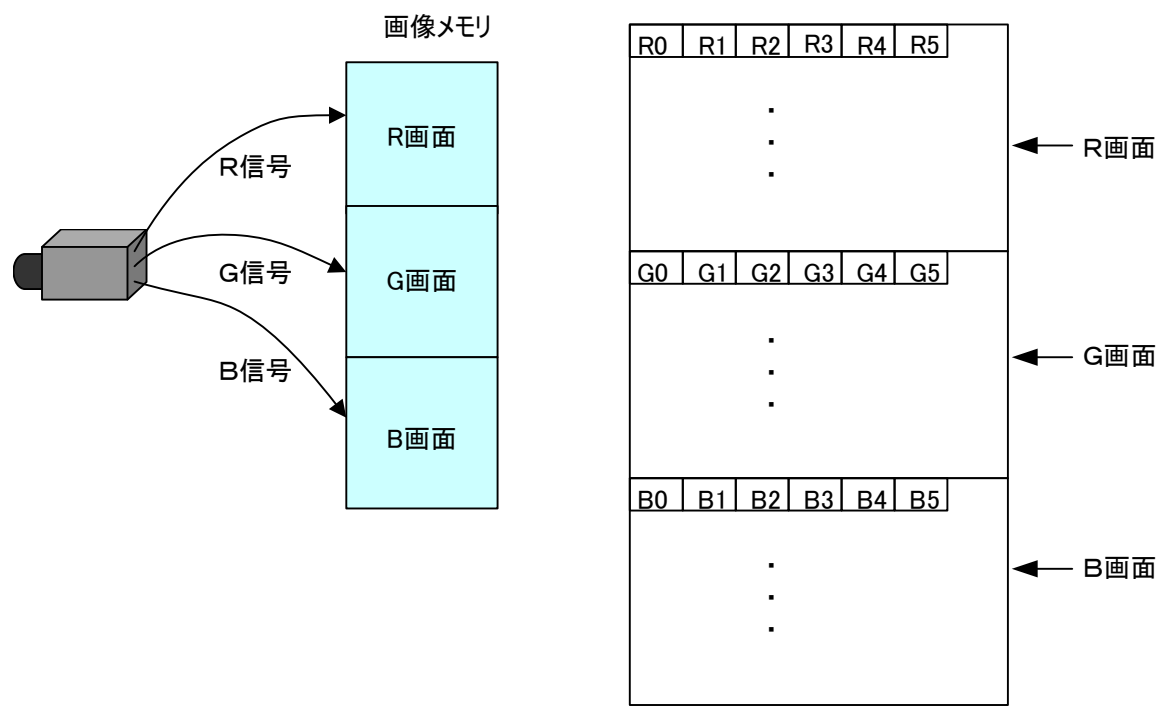 画像メモリ
R画面
G画面
B画面
R信号
G信号
B信号
R0 R1 R2 R3 R4 R5
R画面
G0 G1 G2 G3 G4 G5
G画面
B0 B1 B2 B3 B4 B5
B画面